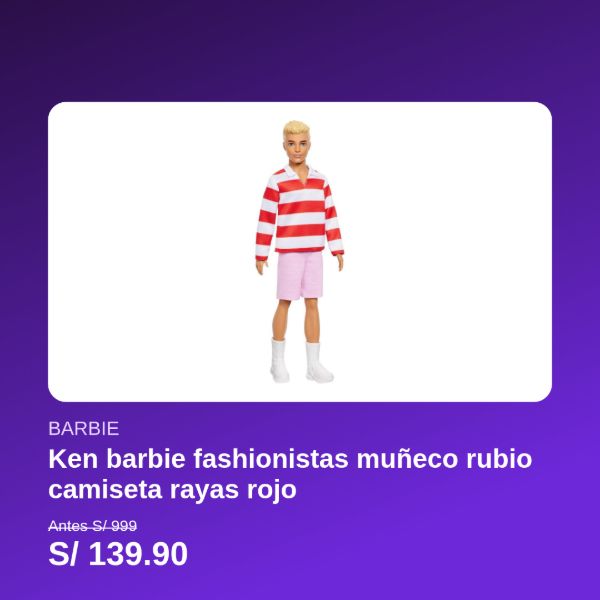 BARBIE
Ken barbie fashionistas muñeco rubio
camiseta rayas rojo
Antes S/ 999
S/ 139.90